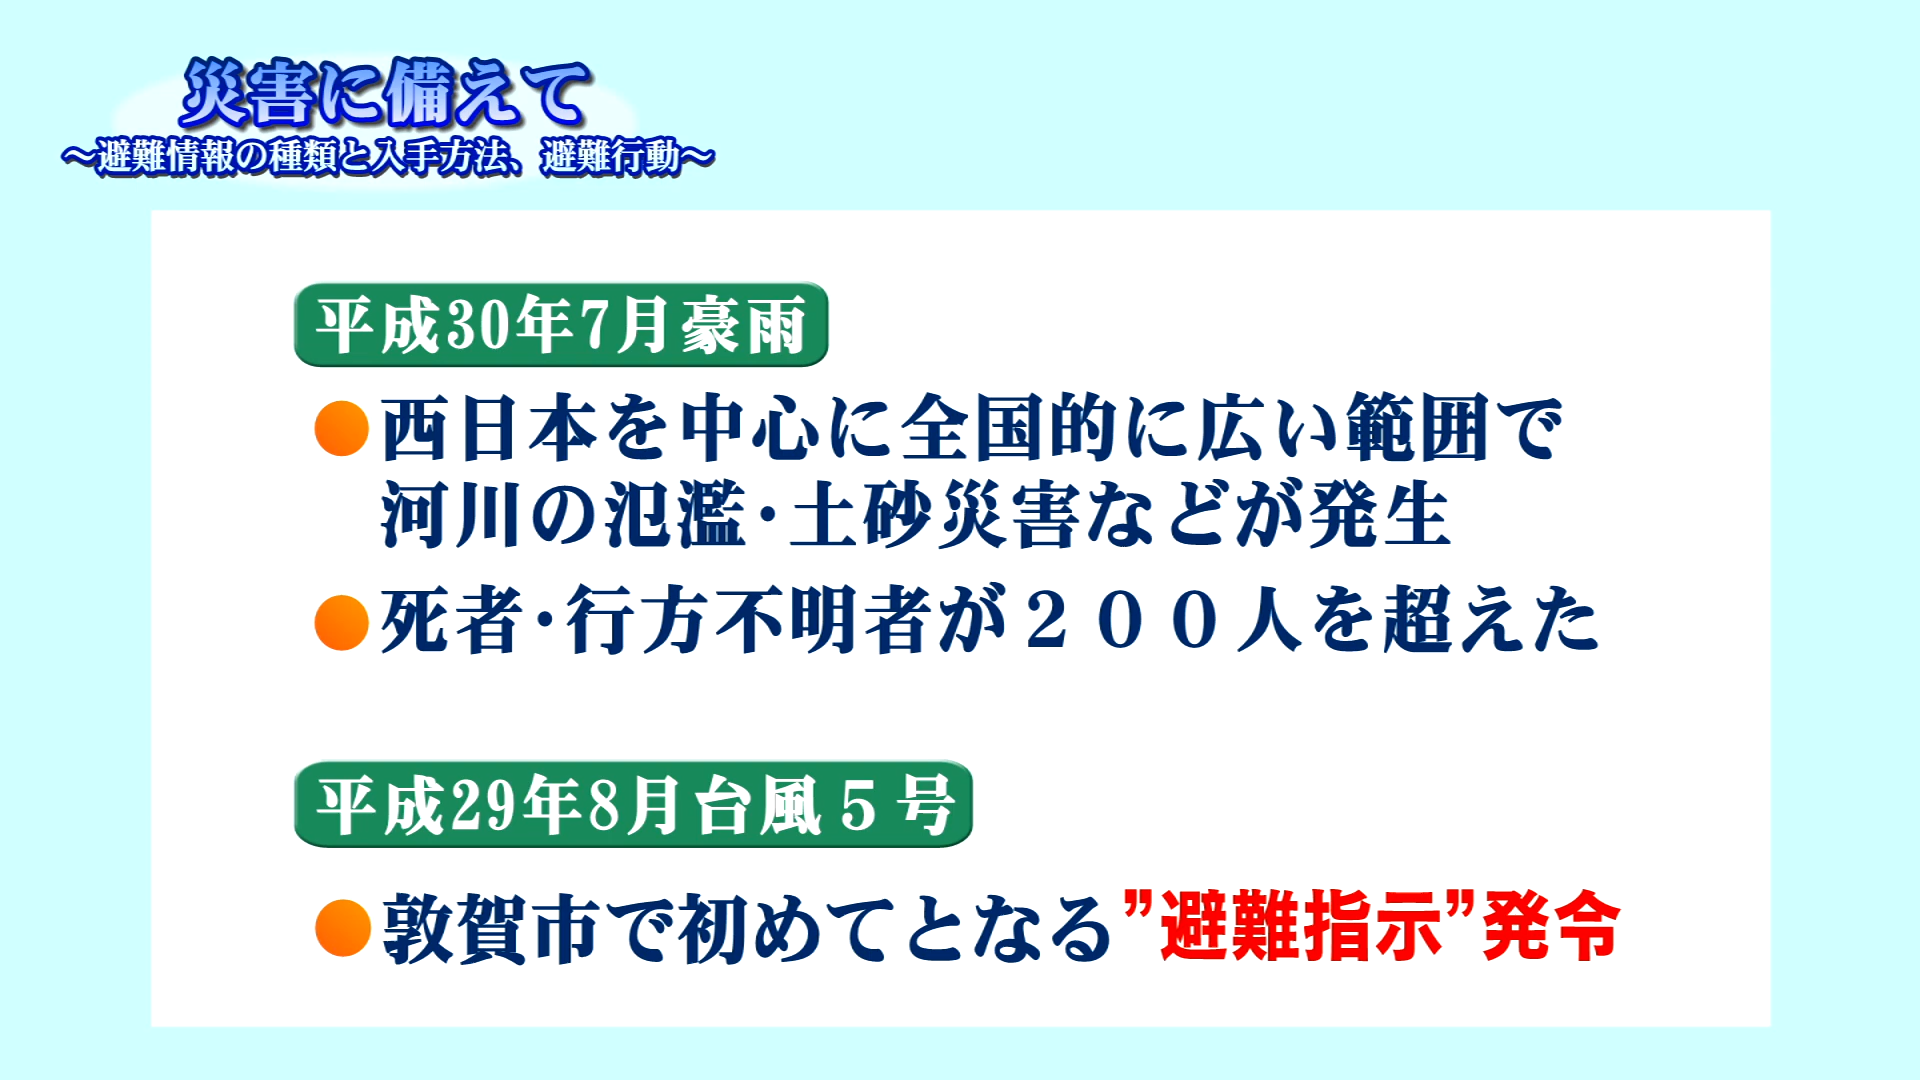 災害に備えて
～避難情報の種類と入手方法、避難行動～
平成30年7月豪雨
●西日本を中心に全国的に広い範囲で
河川の氾濫・土砂災害などが発生
●死者・行方不明者が２００人を超えた
平成29年8月台風５号
●敦賀市で初めてとなる”避難指示”発令